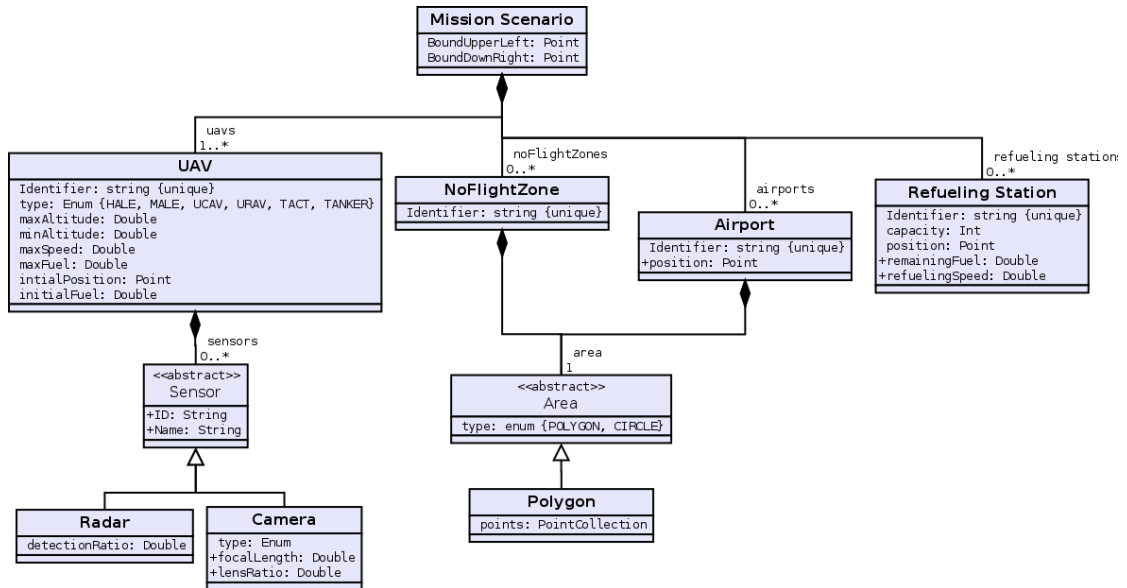 Mission Scenario
BoundUpperLeft: Point
BoundDownRight: Point
uavs
1..*
noFlightZones
0..*
airports
0..*
refueling stations
0..*
UAV
Identifier: string {unique}
type: Enum {HALE, MALE, UCAV, URAV, TACT, TANKER}
maxAltitude: Double
minAltitude: Double
maxSpeed: Double
maxFuel: Double
intialPosition: Point
initialFuel: Double
NoFlightZone
Identifier: string {unique}
Airport
Identifier: string {unique}
+position: Point
Refueling Station
Identifier: string {unique}
capacity: Int
position: Point
+remainingFuel: Double
+refuelingSpeed: Double
sensors
0..*
<<abstract>>
Sensor
+ID: String
+Name: String
area
1
<<abstract>>
Area
type: enum {POLYGON, CIRCLE}
Radar
detectionRatio: Double
Camera
type: Enum
+focalLength: Double
+lensRatio: Double
Polygon
points: PointCollection